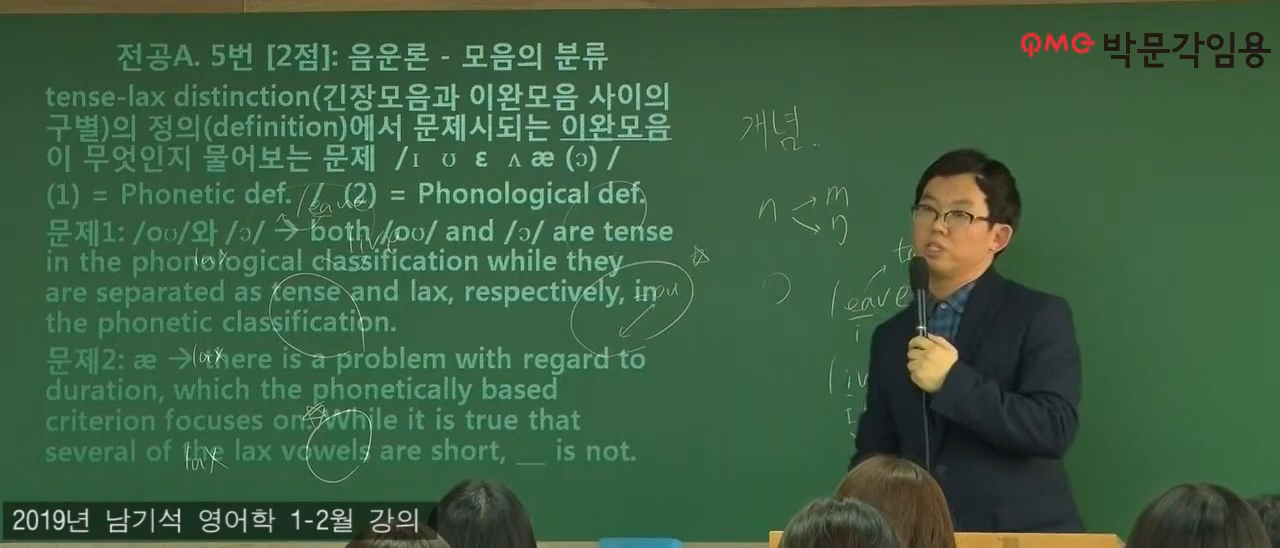 전공A. 5번 [2점]: 음운론 - 모음의 분류
tense-lax distinction(긴장모음과 이완모음 사이의
구별)의 정의(definition)에서 문제시되는 이완모음
이 무엇인지 물어보는 문제 /ɪ ʊ ɛ ʌ æ (ɔ) /
(1) = Phonetic def. / (2) = Phonological def.
leave
문제1: /oʊ/와 /ɔ/ → both /oʊ/ and /ɔ/ are tense
live
lax
in the phonological classification while they
are separated as tense and lax, respectively, in
the phonetic classification.
문제2: æ → there is a problem with regard to
lax
duration, which the phonetically based
criterion focuses on. While it is true that
several of the lax vowels are short, __ is not.
lax
개념.
n
m
ŋ
leave
i
liv
I
QMG 박문각임용
2019년 남기석 영어학 1-2월 강의